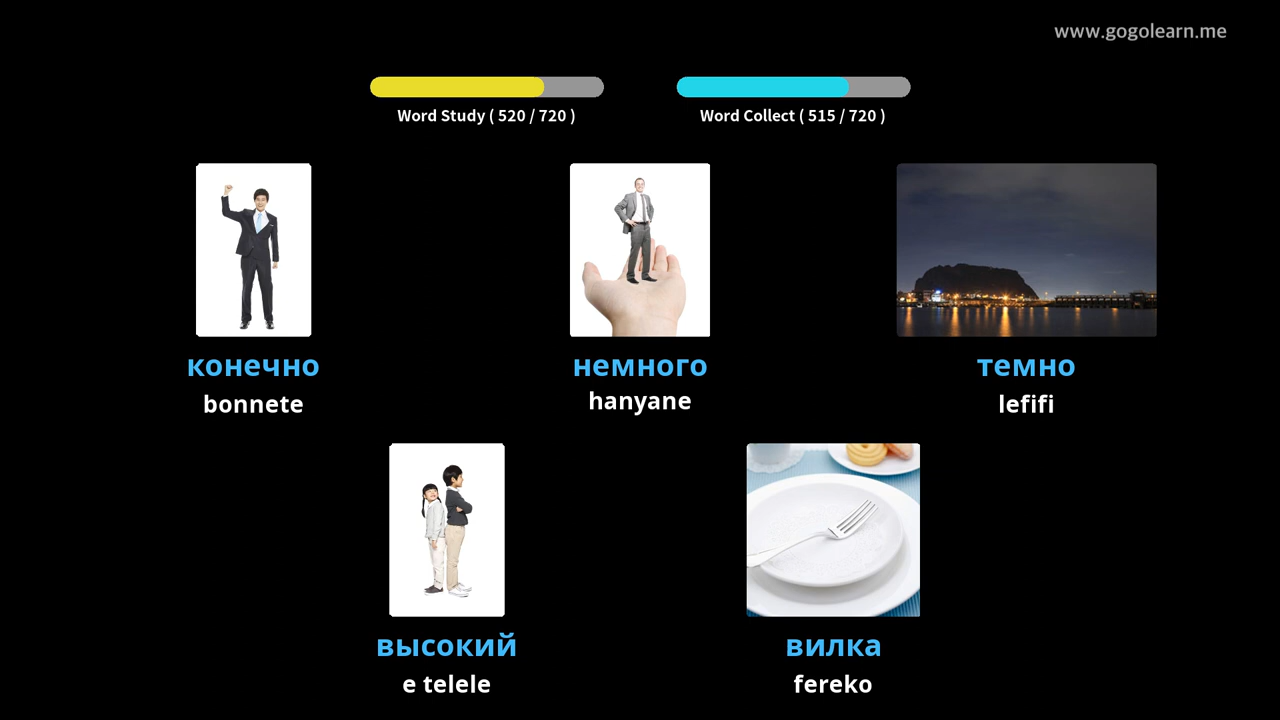 www.gogolearn.me
Word Study ( 520 / 720 )
Word Collect ( 515 / 720 )
конечно
bonnete
немного
hanyane
темно
lefifi
высокий
e telele
вилка
fereko